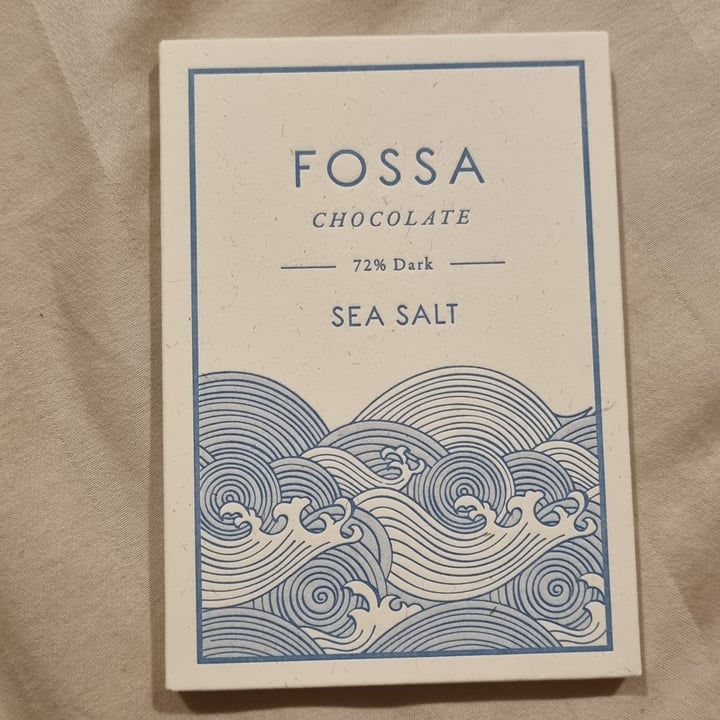 FOSSA
CHOCOLATE
72% Dark
SEA SALT